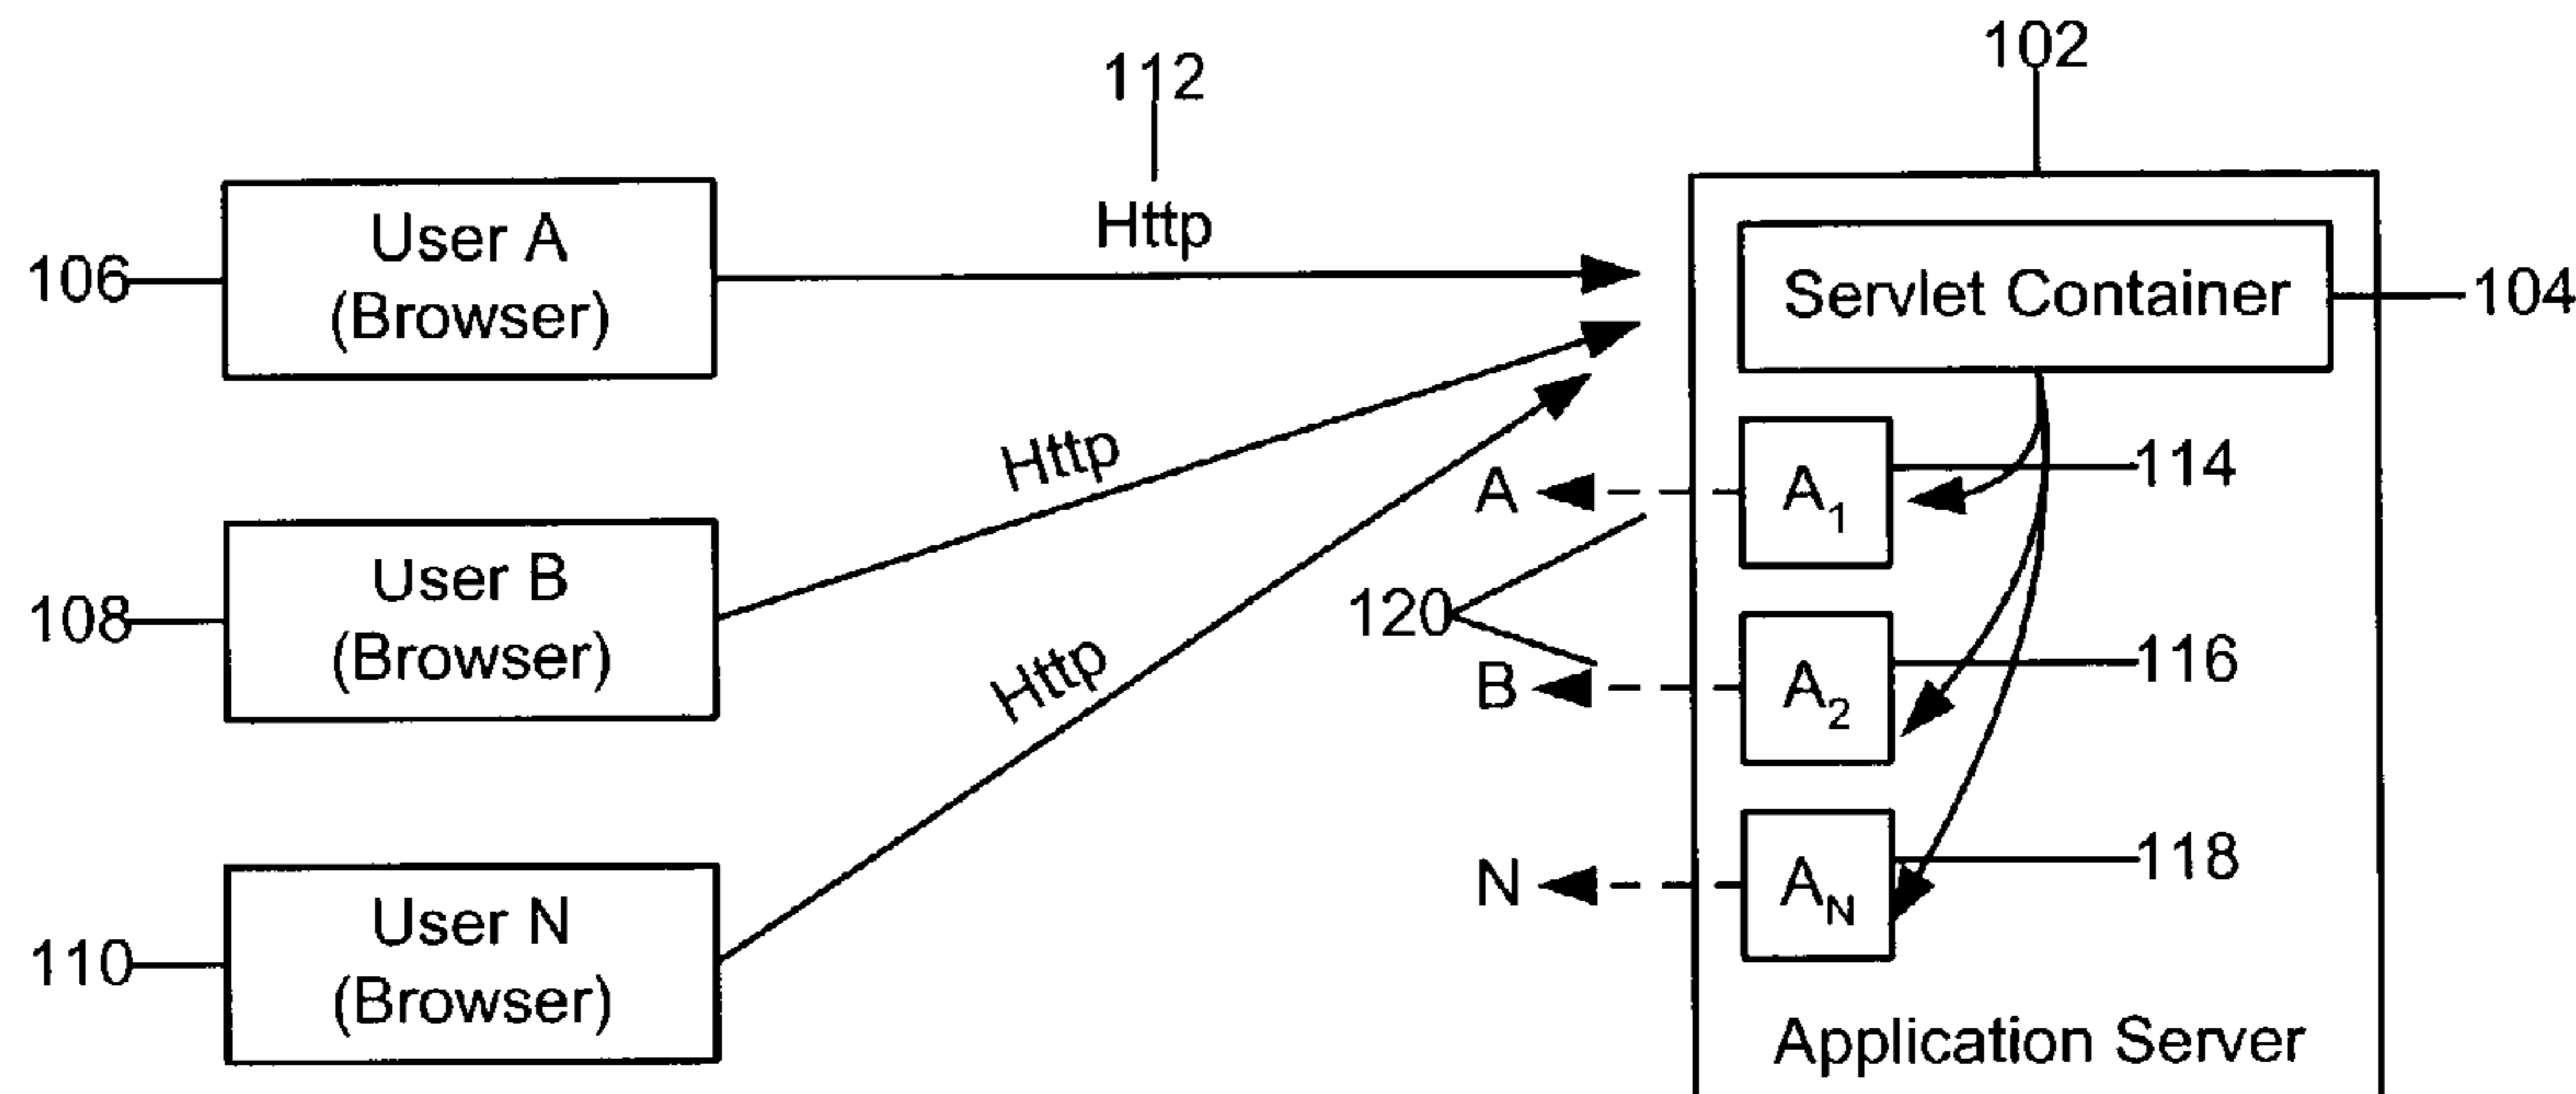 102
112
User A
(Browser)
106
Http
Servlet Container
104
Http
A
A1
114
User B
(Browser)
108
120
Http
B
A2
116
User N
(Browser)
110
N
AN
118
Application Server